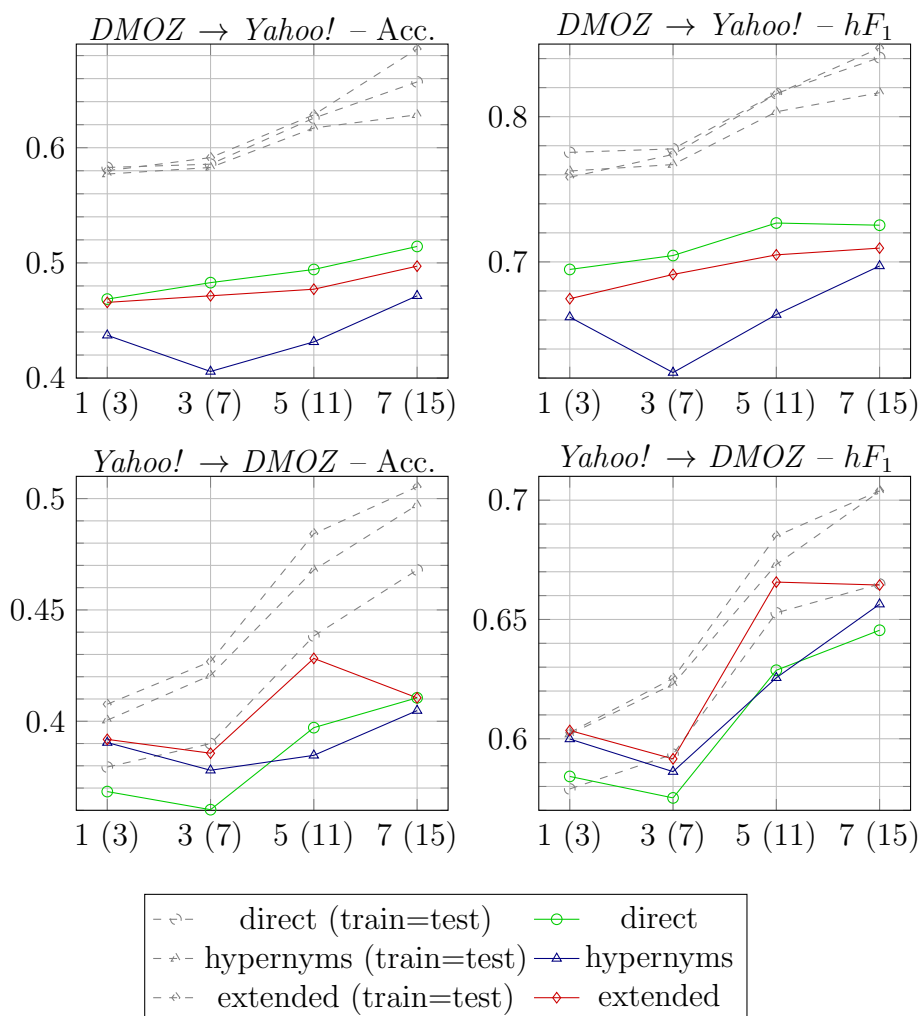 DMOZ → Yahoo! – Acc.
0.6
0.5
0.4
1 (3) 3 (7) 5 (11) 7 (15)
DMOZ → Yahoo! – hF₁
0.8
0.7
1 (3) 3 (7) 5 (11) 7 (15)
Yahoo! → DMOZ – Acc.
0.5
0.45
0.4
1 (3) 3 (7) 5 (11) 7 (15)
Yahoo! → DMOZ – hF₁
0.7
0.65
0.6
1 (3) 3 (7) 5 (11) 7 (15)
direct (train=test) direct
hypernyms (train=test) hypernyms
extended (train=test) extended